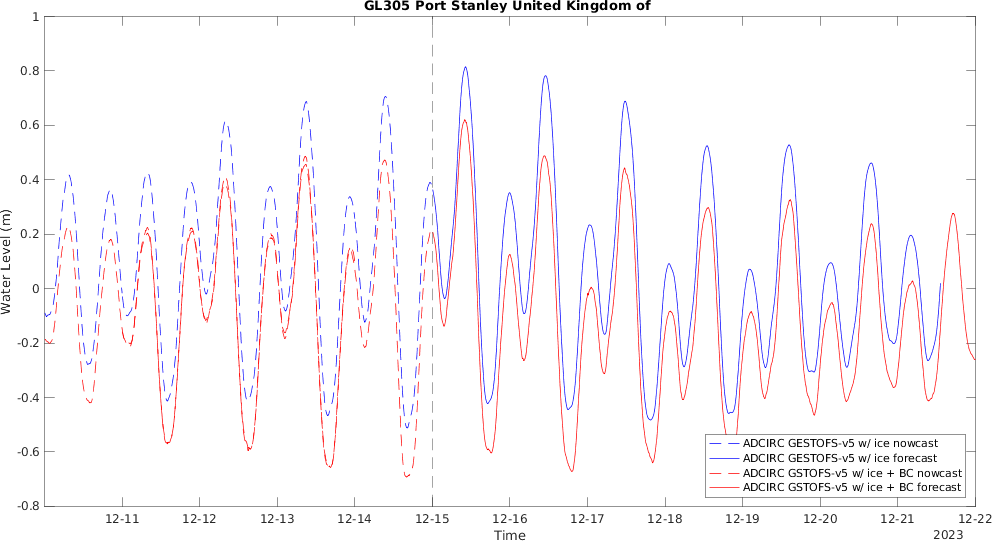 GL305 Port Stanley United Kingdom of
1
0.8
0.6
0.4
0.2
0
-0.2
-0.4
-0.6
-0.8
Water Level (m)
12-11 12-12 12-13 12-14 12-15 12-16 12-17 12-18 12-19 12-20 12-21 12-22
Time
2023
ADCIRC GESTOFS-v5 w/ ice nowcast
ADCIRC GESTOFS-v5 w/ ice forecast
ADCIRC GSTOFS-v5 w/ ice + BC nowcast
ADCIRC GSTOFS-v5 w/ ice + BC forecast